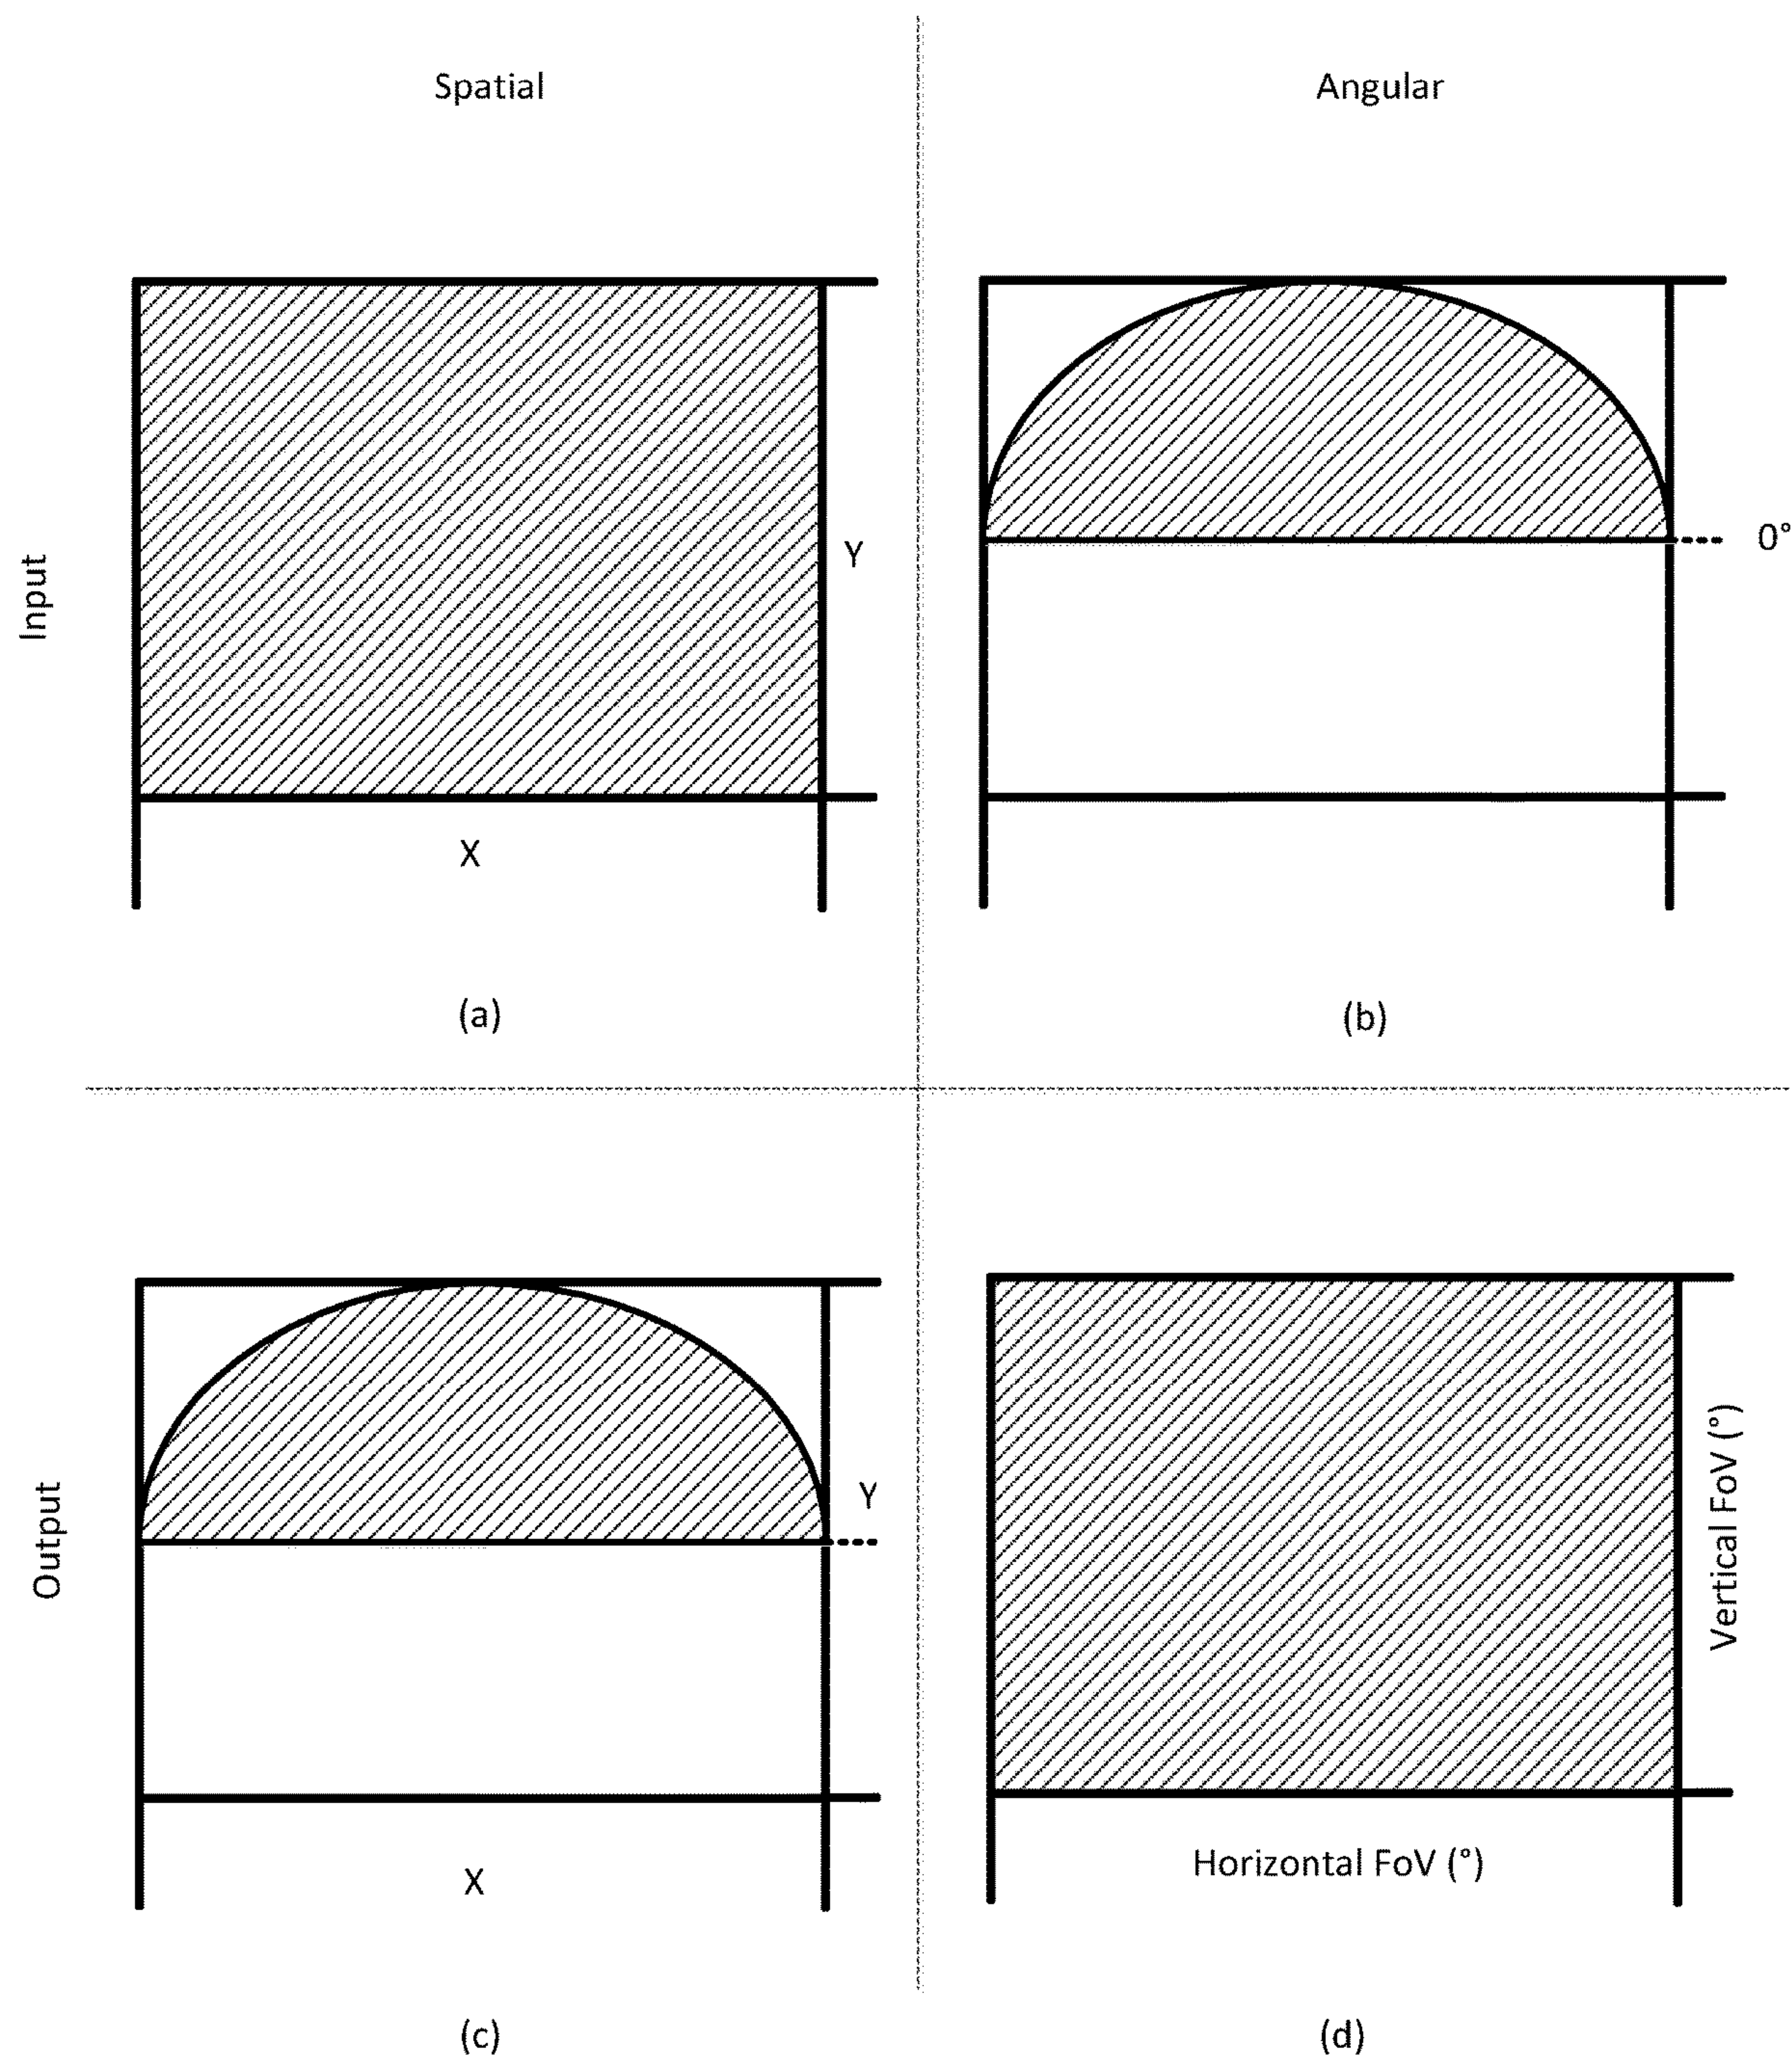 Spatial
Angular
Input
Y
0°
X
(a)
(b)
Output
Y
Vertical FoV (°)
X
Horizontal FoV (°)
(c)
(d)